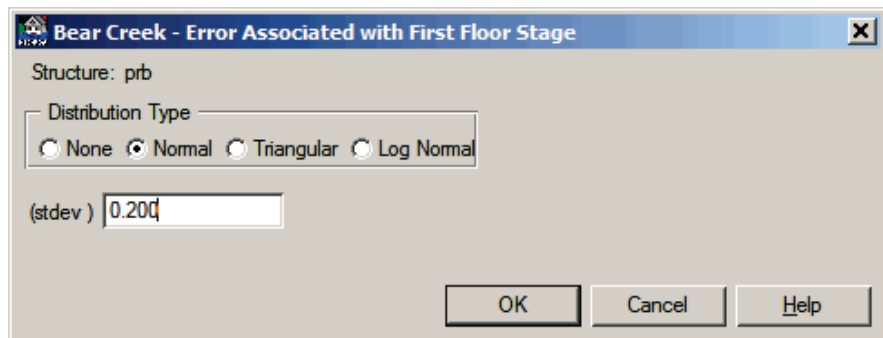 Bear Creek - Error Associated with First Floor Stage
Structure: prb
Distribution Type
None Normal Triangular Log Normal
(stdev ) 0.200
OK Cancel Help